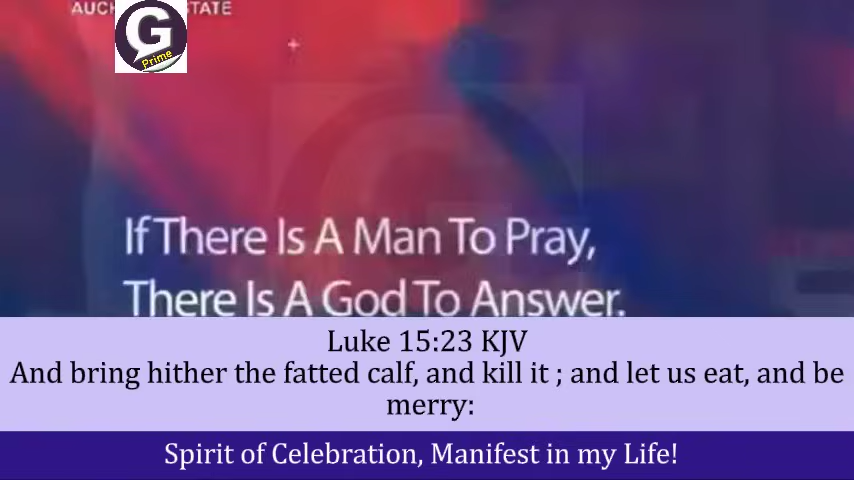 STATE
G
Prime
If There Is A Man To Pray,
There Is A God To Answer.
Luke 15:23 KJV
And bring hither the fatted calf, and kill it ; and let us eat, and be
merry:
Spirit of Celebration, Manifest in my Life!